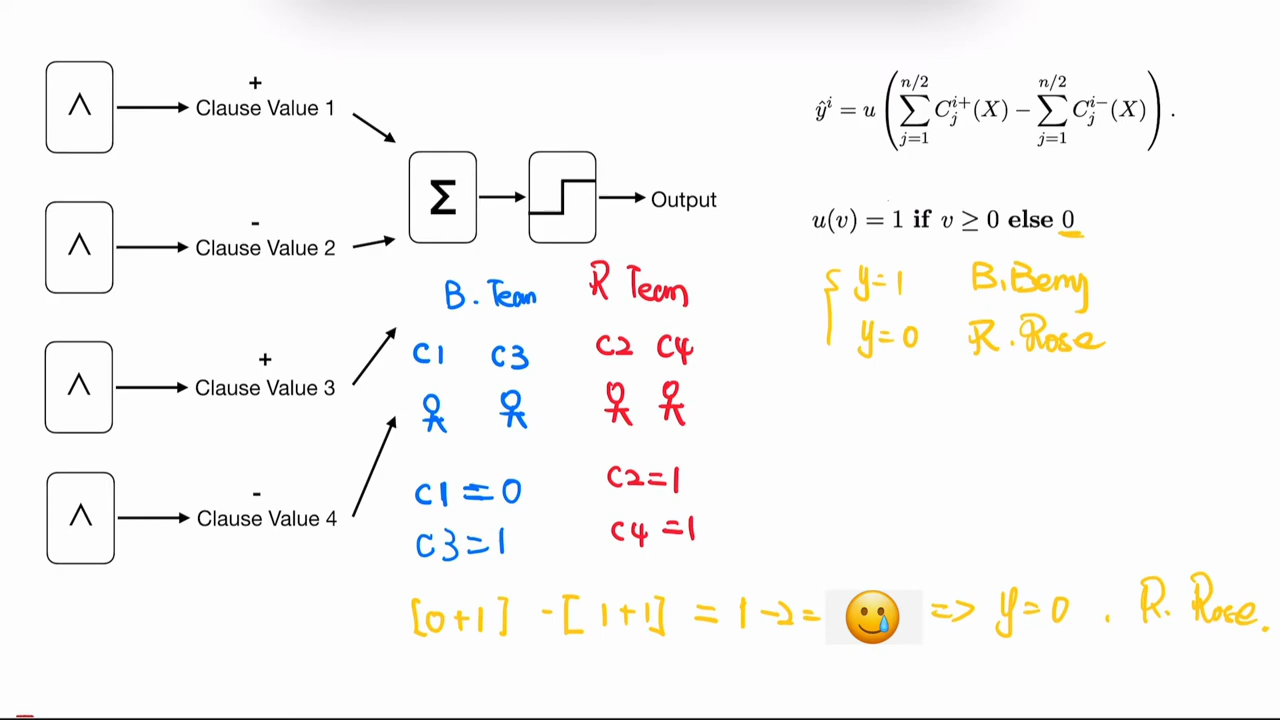 ∧
+
Clause Value 1
∧
-
Clause Value 2
∧
+
Clause Value 3
∧
-
Clause Value 4
Σ
Output
ŷ^i = u ( ∑_{j=1}^{n/2} C_j^{i+}(X) − ∑_{j=1}^{n/2} C_j^{i−}(X) ) .
u(v) = 1 if v ≥ 0 else 0
{ y=1 B.Berry
y=0 R.Rose
B. Team R Team
C1 C3 C2 C4
C1=0 C2=1
C3=1 C4=1
[0+1] -[1+1] = 1-2= 🥲 => y=0 . R. Rose.